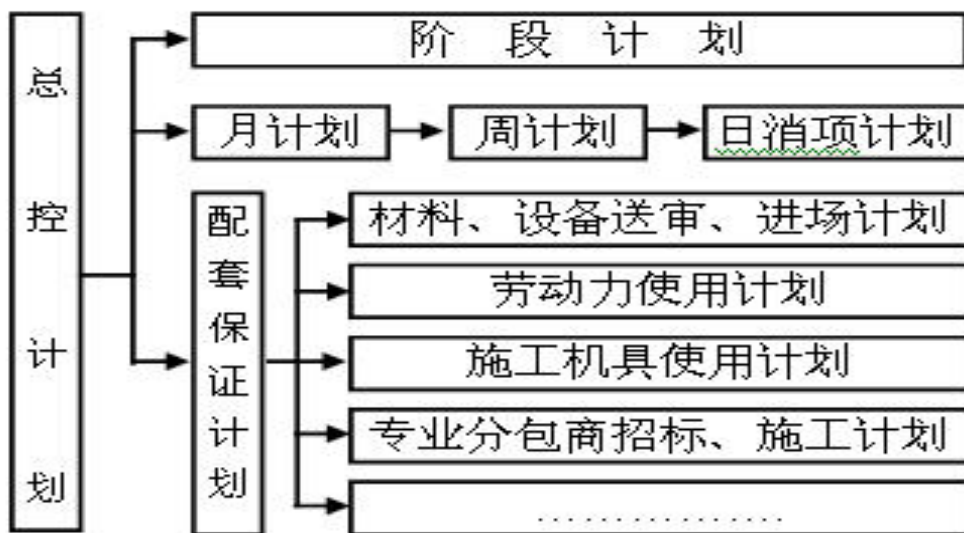 总控计划
阶 段 计 划
月计划
周计划
日消项计划
配套保证计划
材料、设备送审、进场计划
劳动力使用计划
施工机具使用计划
专业分包商招标、施工计划
................